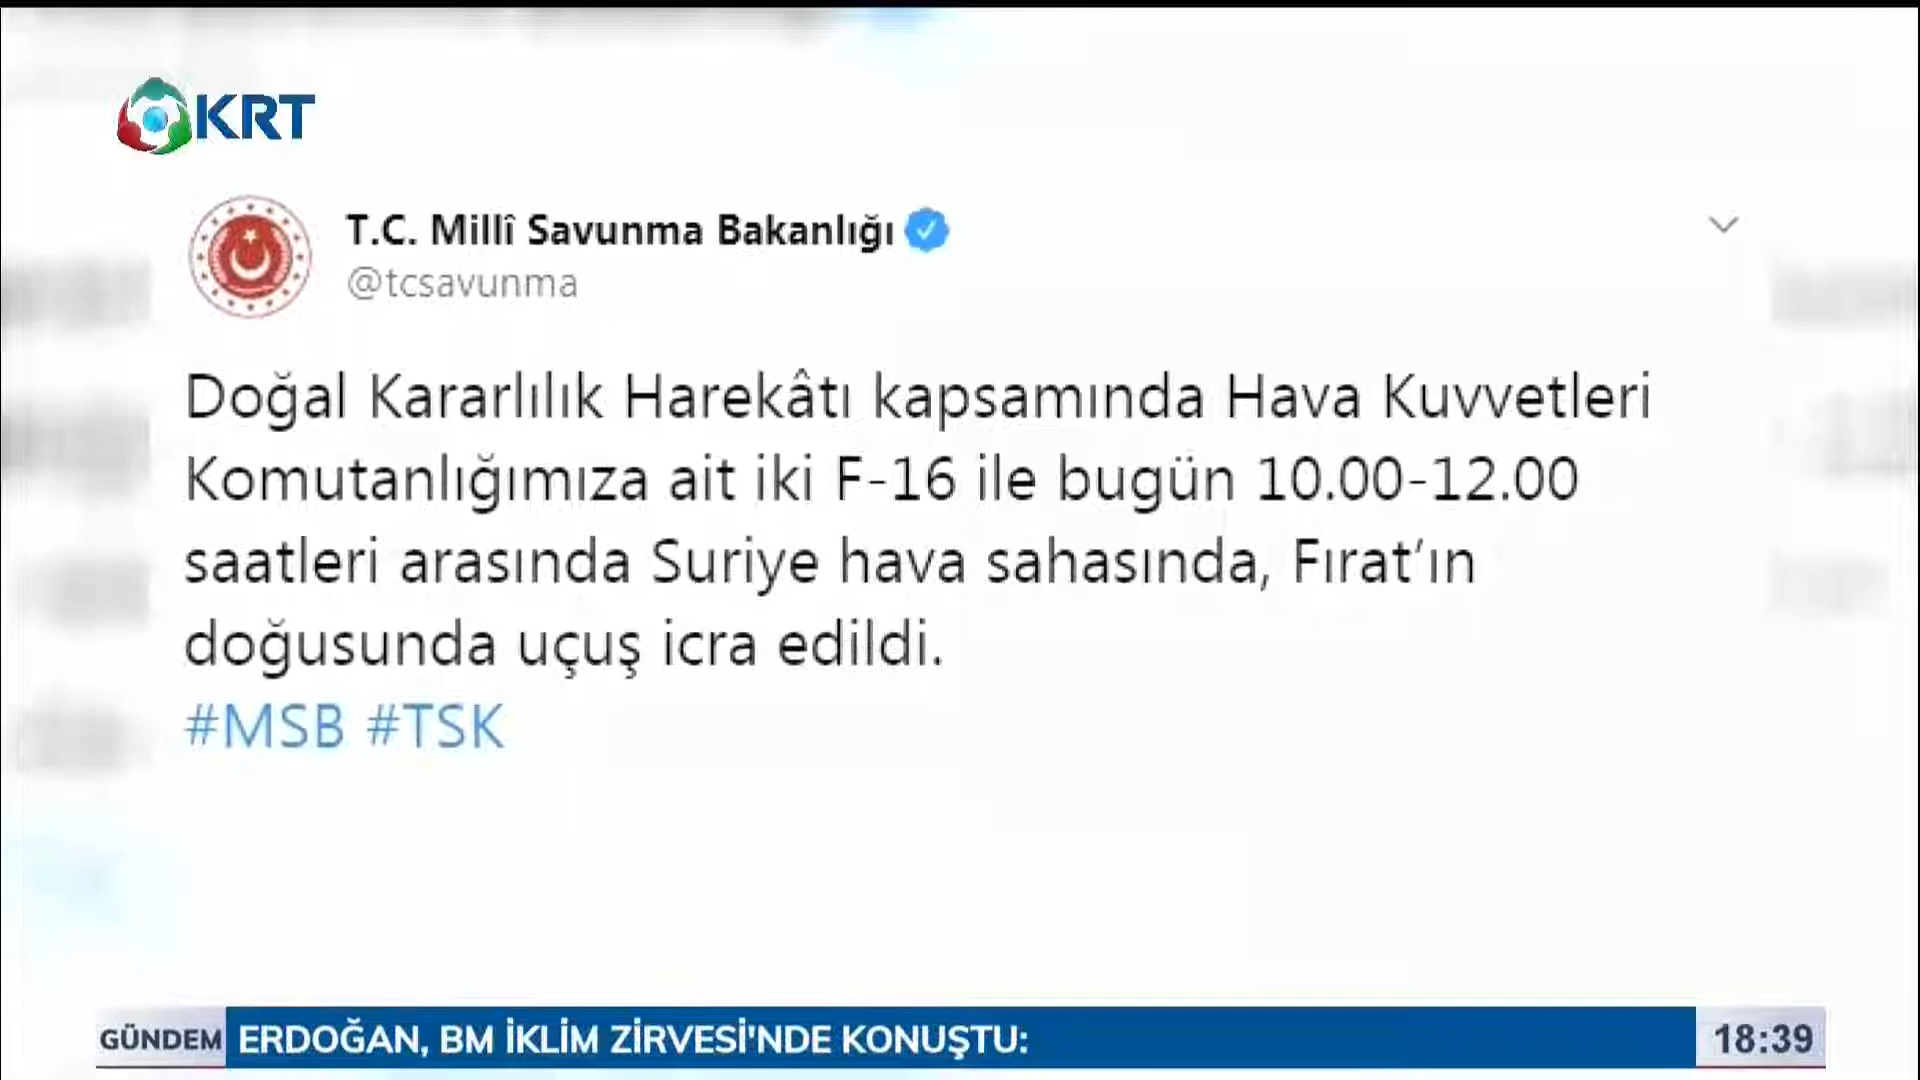 KRT
T.C. Millî Savunma Bakanlığı
@tcsavunma
Doğal Kararlılık Harekâtı kapsamında Hava Kuvvetleri
Komutanlığımıza ait iki F-16 ile bugün 10.00-12.00
saatleri arasında Suriye hava sahasında, Fırat’ın
doğusunda uçuş icra edildi.
#MSB #TSK
GÜNDEM ERDOĞAN, BM İKLİM ZİRVESİ'NDE KONUŞTU: 18:39